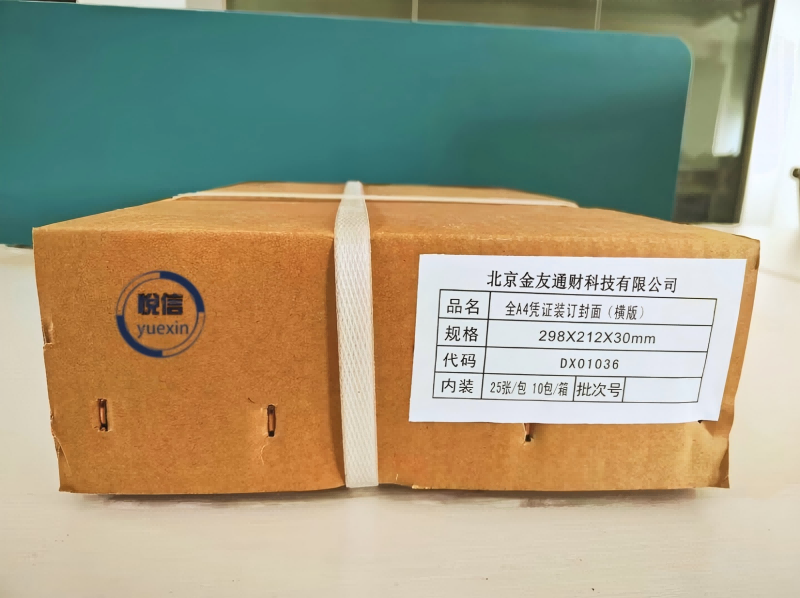 悦信
yuexin
北京金友通财科技有限公司
品名 全A4凭证装订封面（横版）
规格 298X212X30mm
代码 DX01036
内装 25张/包 10包/箱 批次号